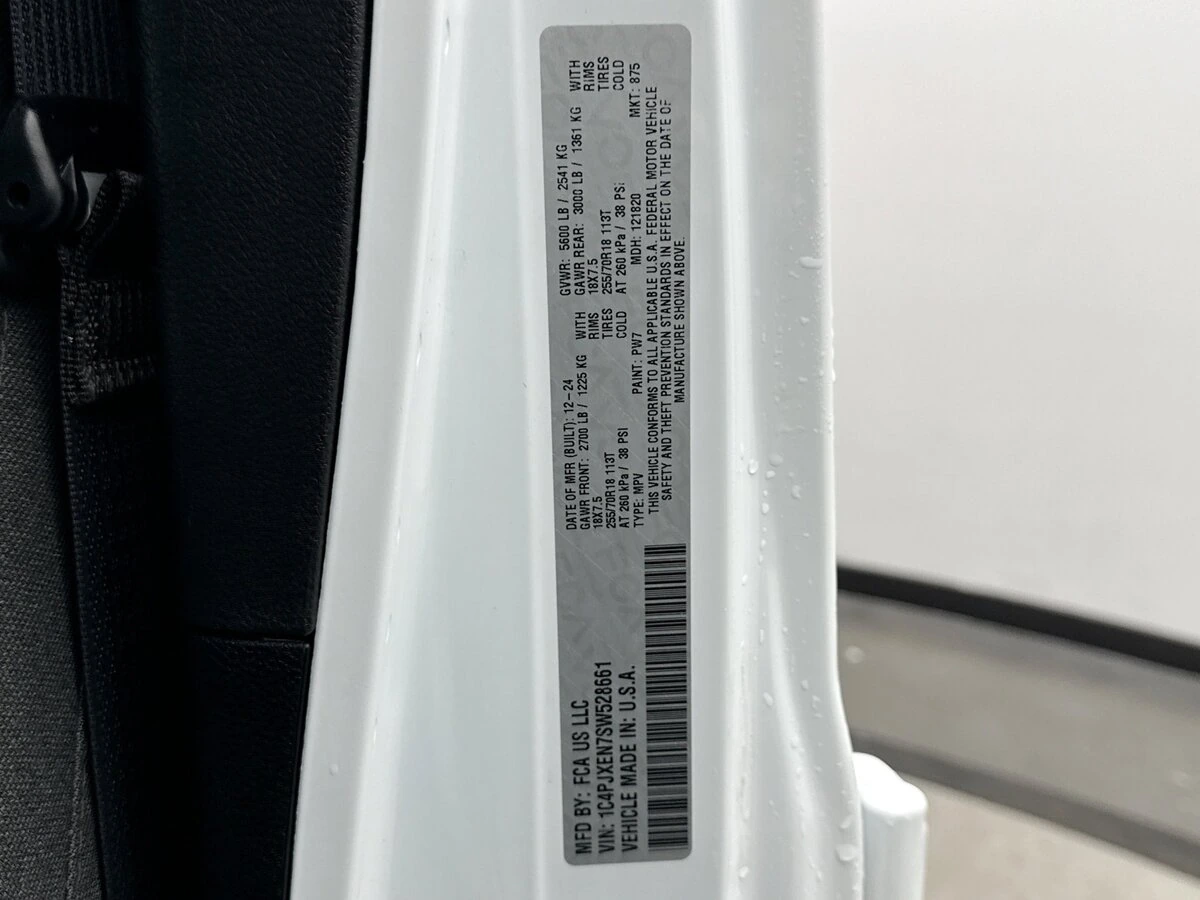 MFD BY: FCA US LLC
VIN: 1C4PJXEN7SW528661
VEHICLE MADE IN: U.S.A.
DATE OF MFR (BUILT): 12-24 GVWR: 5600 LB / 2541 KG
GAWR FRONT: 2700 LB / 1225 KG WITH GAWR REAR: 3000 LB / 1361 KG WITH
18X7.5 RIMS 18X7.5 RIMS
255/70R18 113T TIRES 255/70R18 113T TIRES
AT 260 kPa / 38 PSI COLD AT 260 kPa / 38 PSI COLD
TYPE: MPV PAINT: PW7 MDH: 121820 MKT: 875
THIS VEHICLE CONFORMS TO ALL APPLICABLE U.S.A. FEDERAL MOTOR VEHICLE
SAFETY AND THEFT PREVENTION STANDARDS IN EFFECT ON THE DATE OF
MANUFACTURE SHOWN ABOVE.